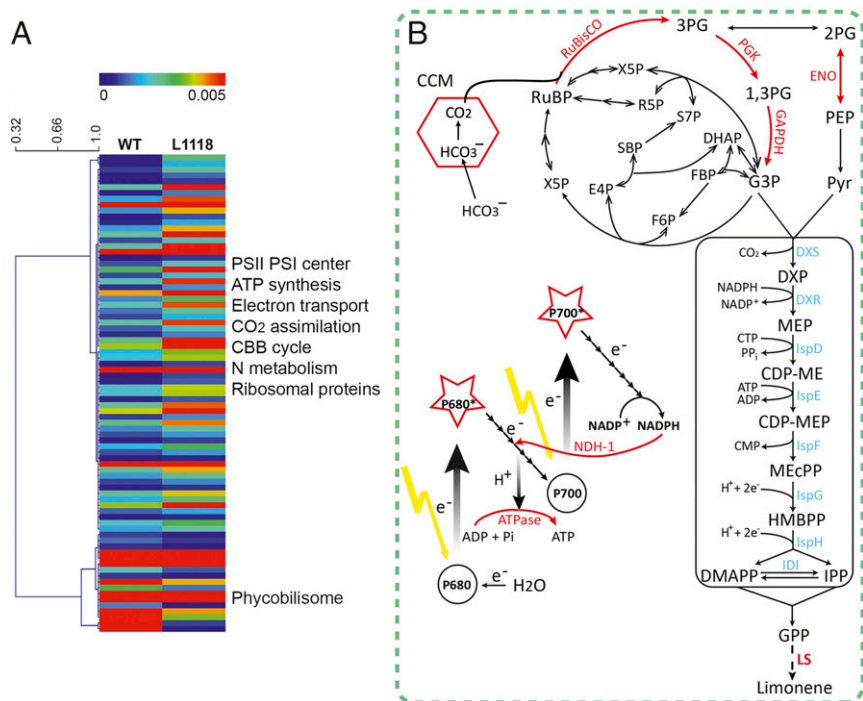 A
0
0.005
0.32
0.66
1.0
WT
L1118
PSII PSI center
ATP synthesis
Electron transport
CO2 assimilation
CBB cycle
N metabolism
Ribosomal proteins
Phycobilisome
B
CCM
CO2
HCO3−
HCO3−
RuBisCO
3PG
2PG
PGK
ENO
1,3PG
GAPDH
PEP
Pyr
RuBP
X5P
R5P
S7P
SBP
DHAP
FBP
G3P
X5P
E4P
F6P
CO2
DXS
DXP
NADPH
NADP+
DXR
MEP
CTP
PPi
IspD
CDP-ME
ATP
ADP
IspE
CDP-MEP
CMP
IspF
MEcPP
H+ + 2e-
IspG
HMBPP
H+ + 2e-
IspH
IDI
DMAPP
IPP
GPP
LS
Limonene
P700*
e-
NADP+
NADPH
e-
NDH-1
P680*
e-
P700
H+
e-
ATPase
ADP + Pi
ATP
P680
e-
H2O